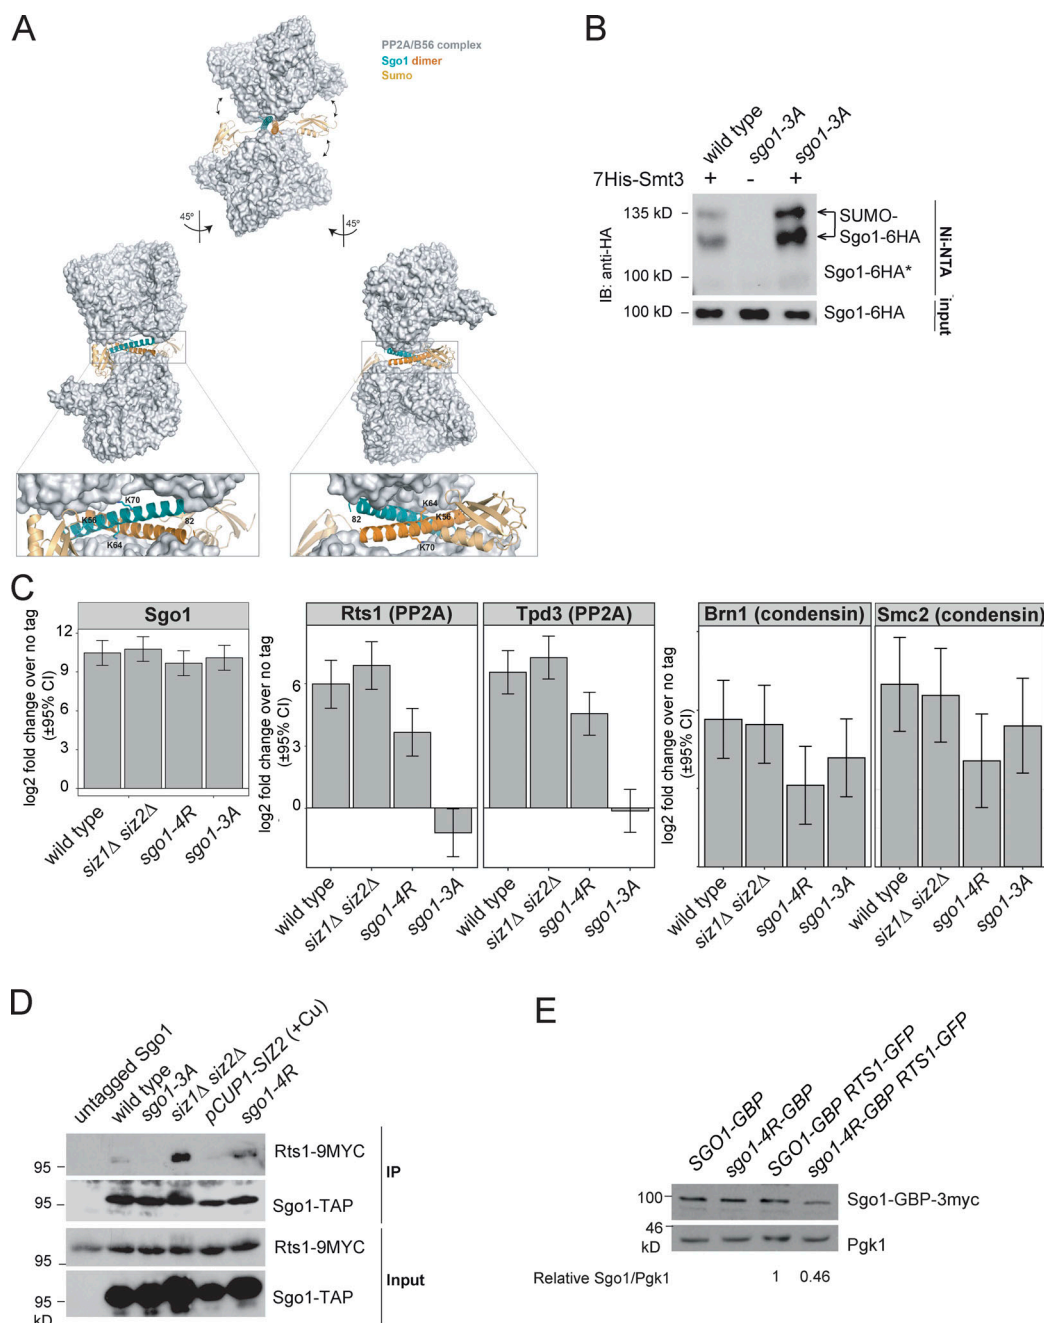 A
PP2A/B56 complex
Sgo1 dimer
Sumo
45º
45º
K70
K56
K64
82
K64
K56
82
K70
B
wild type
sgo1-3A
sgo1-3A
7His-Smt3
+
-
+
IB: anti-HA
135 kD
100 kD
100 kD
SUMO-
Sgo1-6HA
Sgo1-6HA*
Sgo1-6HA
Ni-NTA
input
C
Sgo1
log2 fold change over no tag
(±95% CI)
12
9
6
3
0
wild type
siz1Δ siz2Δ
sgo1-4R
sgo1-3A
Rts1 (PP2A)
Tpd3 (PP2A)
log2 fold change over no tag
(±95% CI)
6
3
0
wild type
siz1Δ siz2Δ
sgo1-4R
sgo1-3A
wild type
siz1Δ siz2Δ
sgo1-4R
sgo1-3A
Brn1 (condensin)
Smc2 (condensin)
log2 fold change over no tag
(±95% CI)
wild type
siz1Δ siz2Δ
sgo1-4R
sgo1-3A
wild type
siz1Δ siz2Δ
sgo1-4R
sgo1-3A
D
untagged Sgo1
wild type
sgo1-3A
siz1Δ siz2Δ
pCUP1-SIZ2 (+Cu)
sgo1-4R
95
Rts1-9MYC
95
Sgo1-TAP
IP
95
Rts1-9MYC
95
Sgo1-TAP
Input
kD
E
SGO1-GBP
sgo1-4R-GBP
SGO1-GBP RTS1-GFP
sgo1-4R-GBP RTS1-GFP
100
Sgo1-GBP-3myc
46
kD
Pgk1
Relative Sgo1/Pgk1
1
0.46